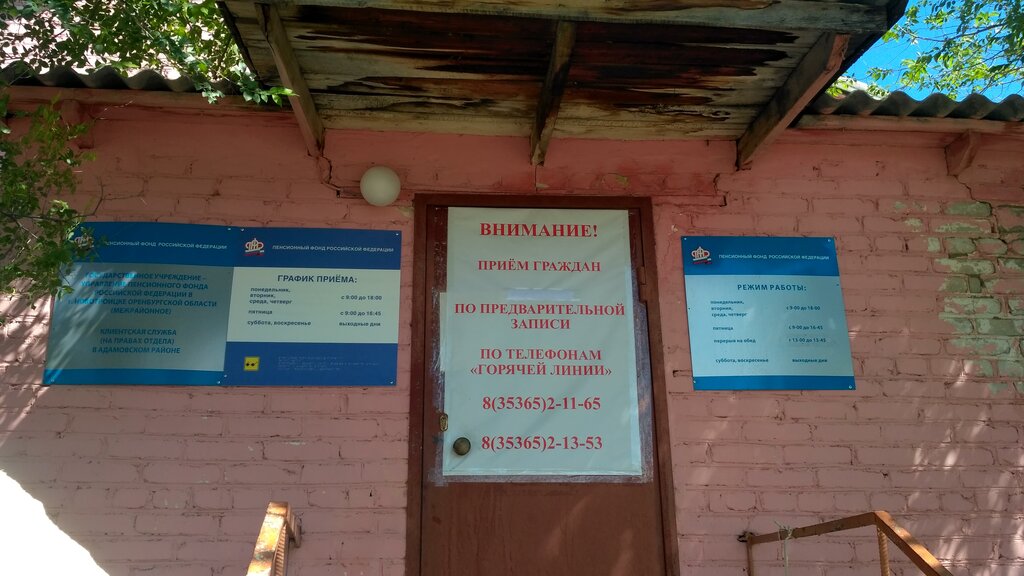 ПЕНСИОННЫЙ ФОНД РОССИЙСКОЙ ФЕДЕРАЦИИ
ГОСУДАРСТВЕННОЕ УЧРЕЖДЕНИЕ –
УПРАВЛЕНИЕ ПЕНСИОННОГО ФОНДА
РОССИЙСКОЙ ФЕДЕРАЦИИ В
Г.НОВОТРОИЦКЕ ОРЕНБУРГСКОЙ ОБЛАСТИ
(МЕЖРАЙОННОЕ)
КЛИЕНТСКАЯ СЛУЖБА
(НА ПРАВАХ ОТДЕЛА)
В АДАМОВСКОМ РАЙОНЕ
ПЕНСИОННЫЙ ФОНД РОССИЙСКОЙ ФЕДЕРАЦИИ
ГРАФИК ПРИЁМА:
понедельник,
вторник,
среда, четверг с 9:00 до 18:00
пятница с 9:00 до 16:45
суббота, воскресенье выходные дни
ВНИМАНИЕ!
ПРИЁМ ГРАЖДАН
ПО ПРЕДВАРИТЕЛЬНОЙ
ЗАПИСИ
ПО ТЕЛЕФОНАМ
«ГОРЯЧЕЙ ЛИНИИ»
8(35365)2-11-65
8(35365)2-13-53
ПЕНСИОННЫЙ ФОНД РОССИЙСКОЙ ФЕДЕРАЦИИ
РЕЖИМ РАБОТЫ:
понедельник,
вторник,
среда, четверг с 9-00 до 18-00
пятница с 9-00 до 16-45
перерыв на обед с 13-00 до 13-45
суббота, воскресенье выходные дни